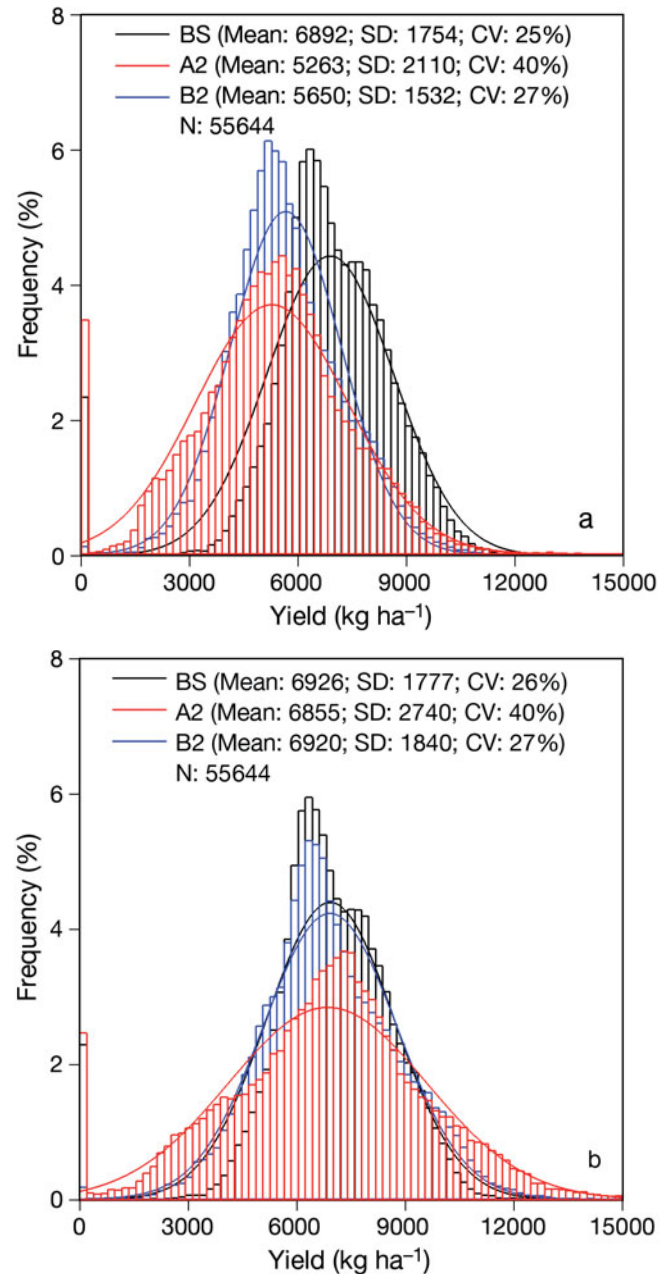 8
BS (Mean: 6892; SD: 1754; CV: 25%)
A2 (Mean: 5263; SD: 2110; CV: 40%)
B2 (Mean: 5650; SD: 1532; CV: 27%)
N: 55644
6
Frequency (%)
4
2
a
0
0 3000 6000 9000 12000 15000
Yield (kg ha⁻¹)
8
BS (Mean: 6926; SD: 1777; CV: 26%)
A2 (Mean: 6855; SD: 2740; CV: 40%)
B2 (Mean: 6920; SD: 1840; CV: 27%)
N: 55644
6
Frequency (%)
4
2
b
0
0 3000 6000 9000 12000 15000
Yield (kg ha⁻¹)